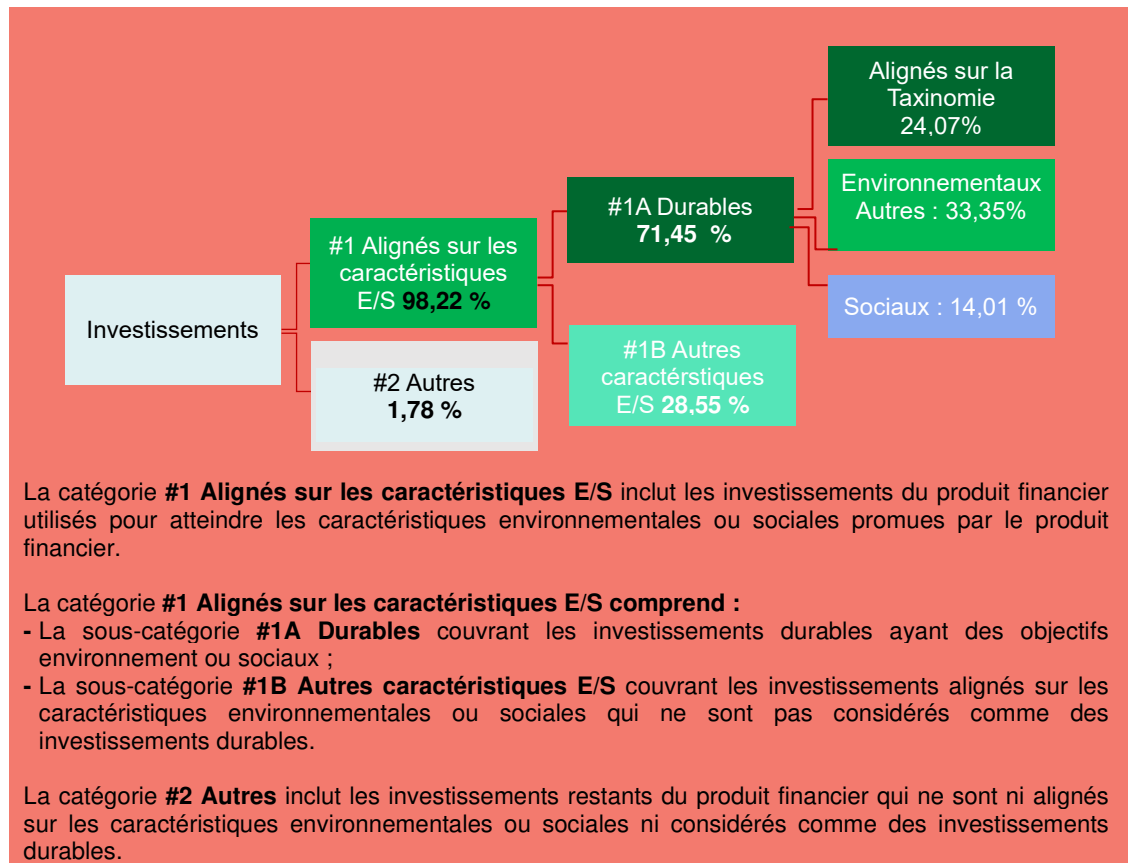 Alignés sur la
Taxinomie
24,07%
Environnementaux
Autres : 33,35%
#1A Durables
71,45 %
#1 Alignés sur les
caractéristiques
E/S 98,22 %
Sociaux : 14,01 %
Investissements
#1B Autres
caractérstiques
E/S 28,55 %
#2 Autres
1,78 %
La catégorie #1 Alignés sur les caractéristiques E/S inclut les investissements du produit financier
utilisés pour atteindre les caractéristiques environnementales ou sociales promues par le produit
financier.
La catégorie #1 Alignés sur les caractéristiques E/S comprend :
- La sous-catégorie #1A Durables couvrant les investissements durables ayant des objectifs
environnement ou sociaux ;
- La sous-catégorie #1B Autres caractéristiques E/S couvrant les investissements alignés sur les
caractéristiques environnementales ou sociales qui ne sont pas considérés comme des
investissements durables.
La catégorie #2 Autres inclut les investissements restants du produit financier qui ne sont ni alignés
sur les caractéristiques environnementales ou sociales ni considérés comme des investissements
durables.